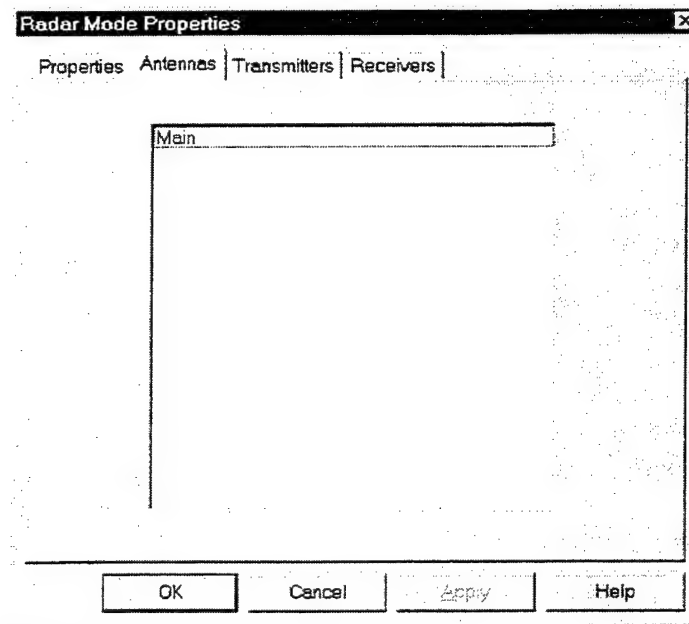 Radar Mode Properties
Properties Antennas Transmitters Receivers
Main
OK Cancel Apply Help